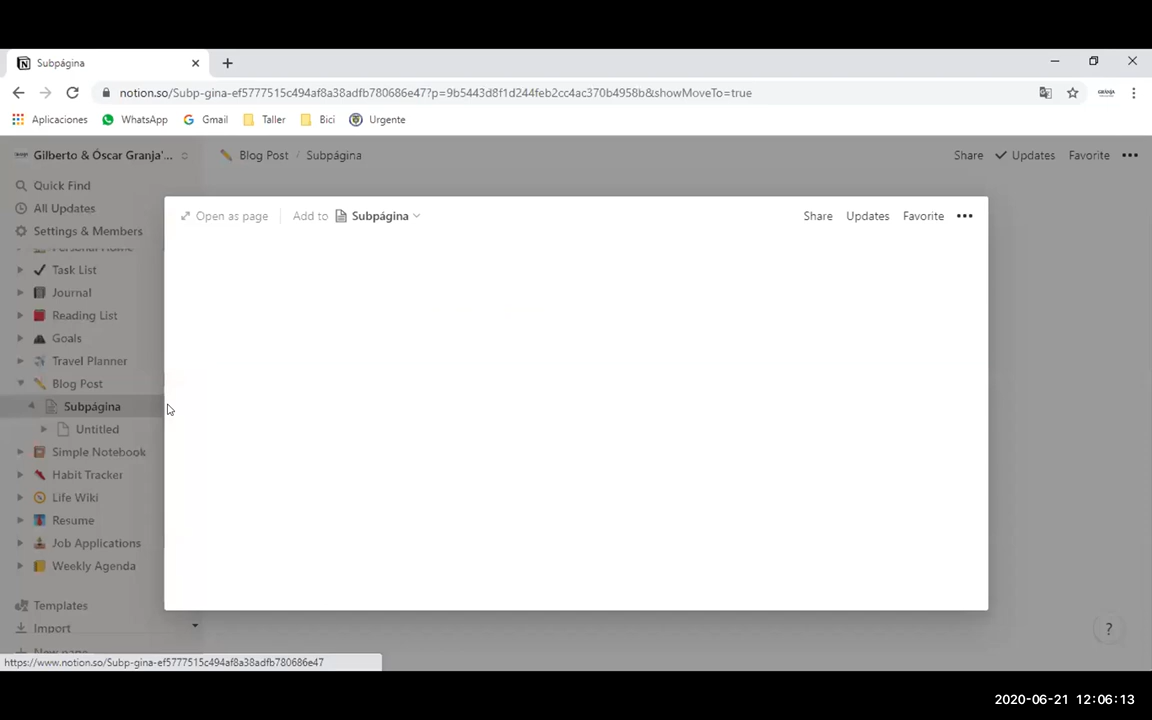 Subpágina
notion.so/Subp-gina-ef5777515c494af8a38adfb780686e47?p=9b5443d8f1d244feb2cc4ac370b4958b&showMoveTo=true
Aplicaciones WhatsApp Gmail Taller Bici Urgente
Gilberto & Óscar Granja'...
Blog Post / Subpágina
Share Updates Favorite
Quick Find
All Updates
Settings & Members
Personal Home
Task List
Journal
Reading List
Goals
Travel Planner
Blog Post
Subpágina
Untitled
Simple Notebook
Habit Tracker
Life Wiki
Resume
Job Applications
Weekly Agenda
Templates
Import
New page
Open as page Add to Subpágina
Share Updates Favorite
?
https://www.notion.so/Subp-gina-ef5777515c494af8a38adfb780686e47
2020-06-21 12:06:13